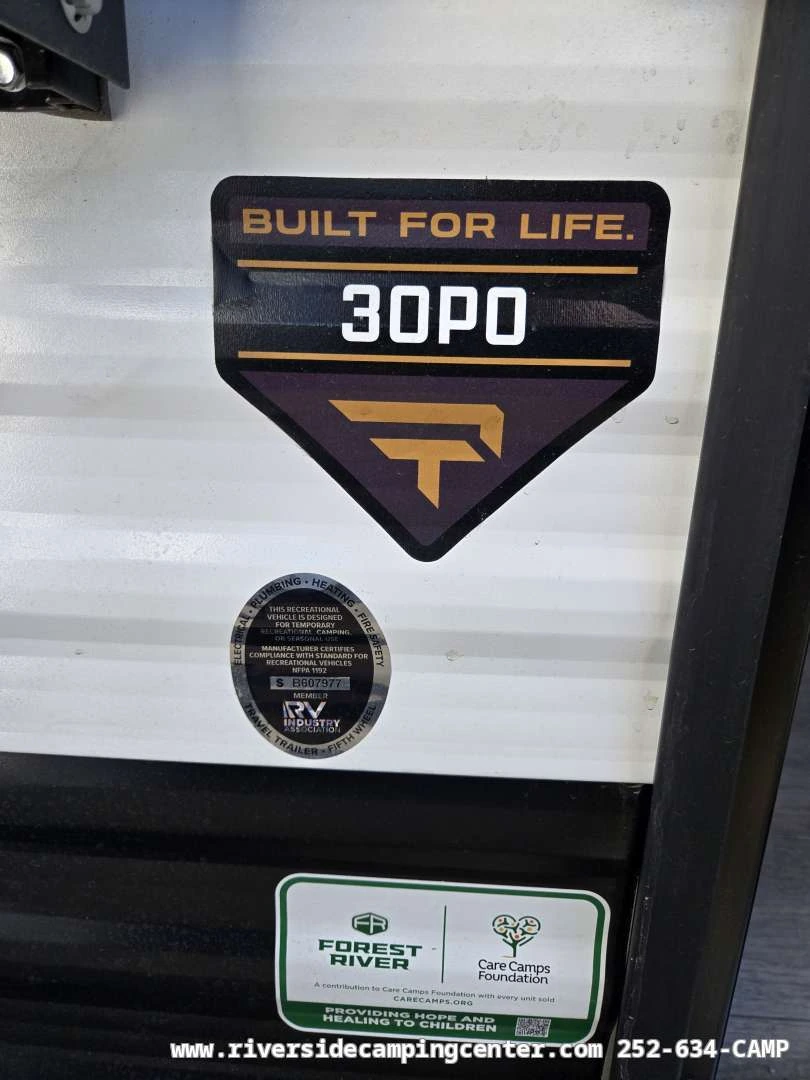 BUILT FOR LIFE.
30PO
ELECTRICAL • PLUMBING • HEATING • FIRE SAFETY
THIS RECREATIONAL
VEHICLE IS DESIGNED
FOR TEMPORARY
RECREATIONAL, CAMPING,
OR SEASONAL USE
MANUFACTURER CERTIFIES
COMPLIANCE WITH STANDARD FOR
RECREATIONAL VEHICLES
NFPA 1192
S B607977
MEMBER
RV
INDUSTRY
ASSOCIATION
TRAVEL TRAILER • FIFTH WHEEL
FR
FOREST
RIVER
Care Camps
Foundation
A contribution to Care Camps Foundation with every unit sold
CARECAMPS.ORG
PROVIDING HOPE AND
HEALING TO CHILDREN
www.riversidecampingcenter.com 252-634-CAMP